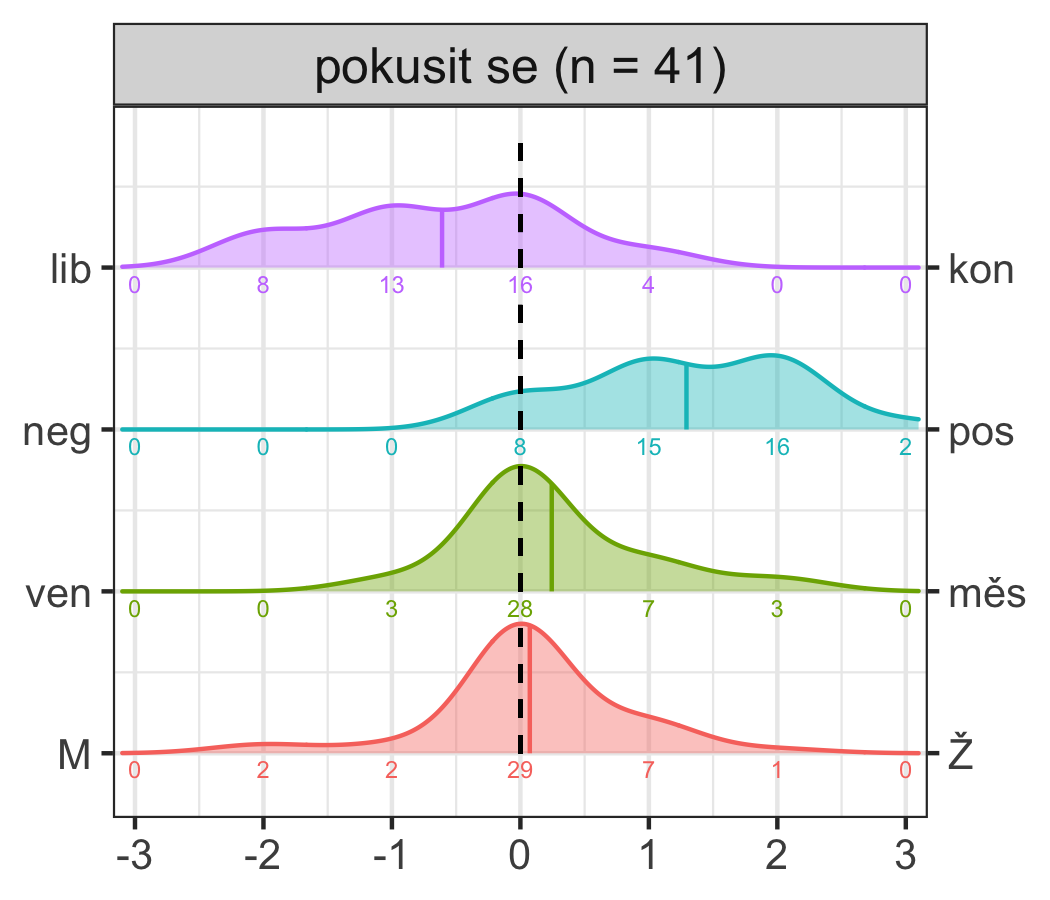 pokusit se (n = 41)
lib kon
0 8 13 16 4 0 0
neg pos
0 0 0 8 15 16 2
ven měs
0 0 3 28 7 3 0
M Ž
0 2 2 29 7 1 0
-3 -2 -1 0 1 2 3